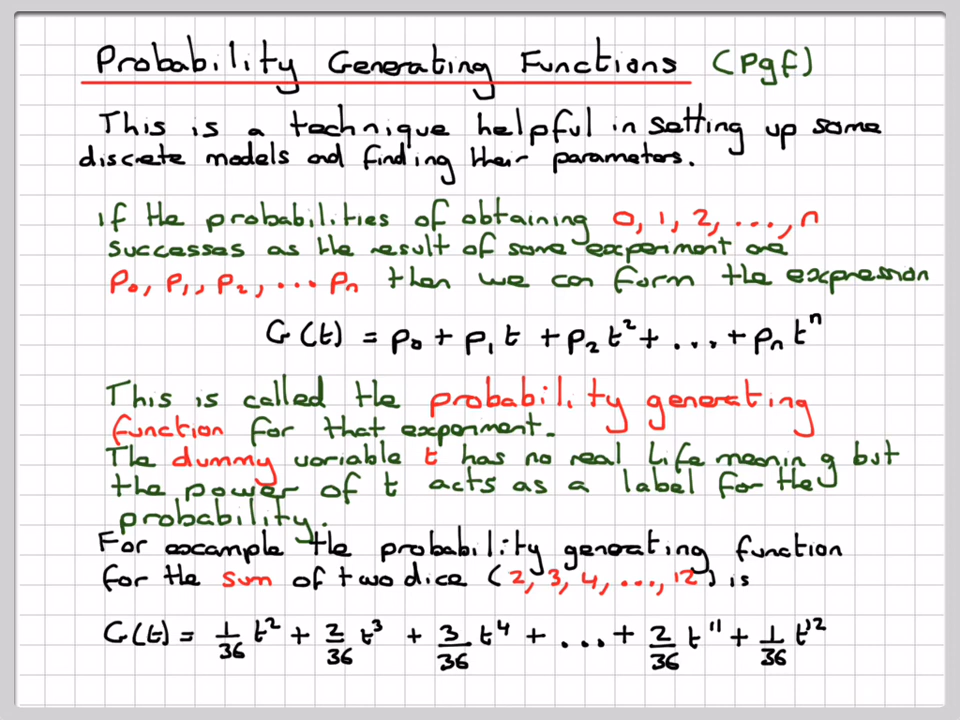 Probability Generating Functions (pgf)
This is a technique helpful in setting up some
discrete models and finding their parameters.
If the probabilities of obtaining 0, 1, 2, ..., n
successes as the result of some experiment are
p₀, p₁, p₂, ... pₙ then we can form the expression
G(t) = p₀ + p₁t + p₂t² + ... + pₙtⁿ
This is called the probability generating
function for that experiment.
The dummy variable t has no real life meaning but
the power of t acts as a label for the
probability.
For example the probability generating function
for the sum of two dice (2, 3, 4, ..., 12) is
G(t) = 1/36 t² + 2/36 t³ + 3/36 t⁴ + ... + 2/36 t¹¹ + 1/36 t¹²